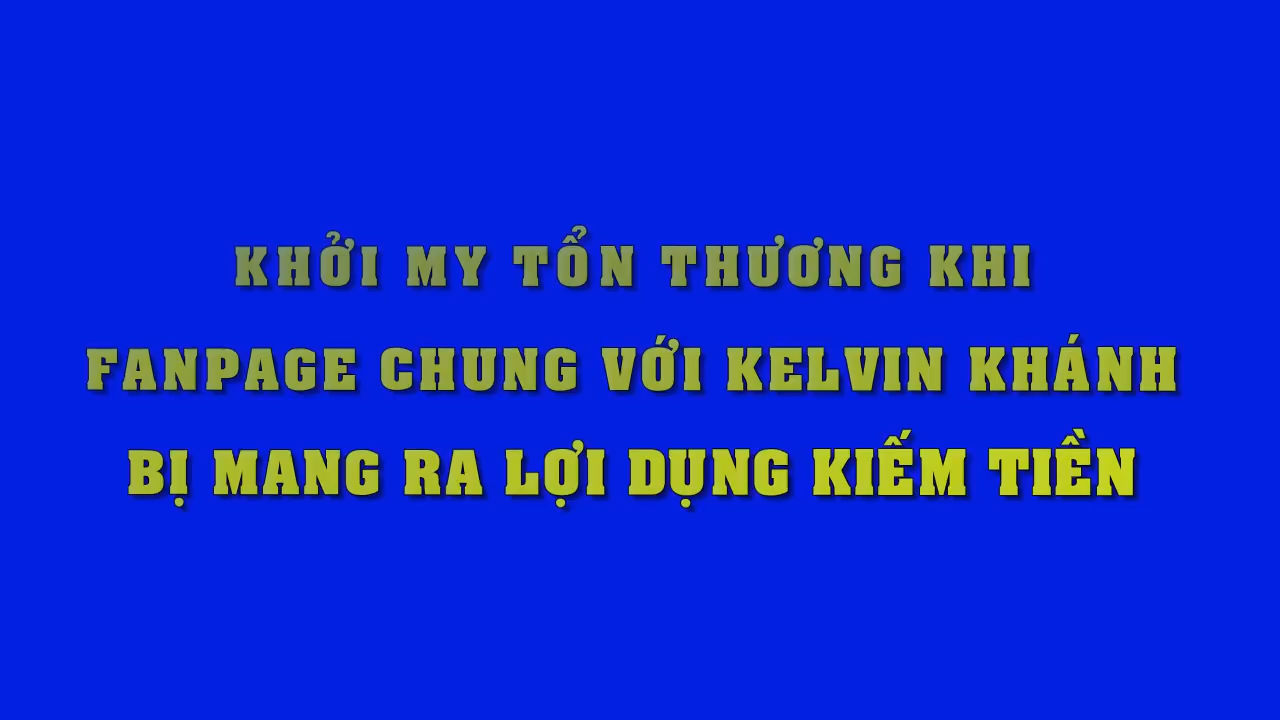 KHỞI MY TỔN THƯƠNG KHI
FANPAGE CHUNG VỚI KELVIN KHÁNH
BỊ MANG RA LỢI DỤNG KIẾM TIỀN